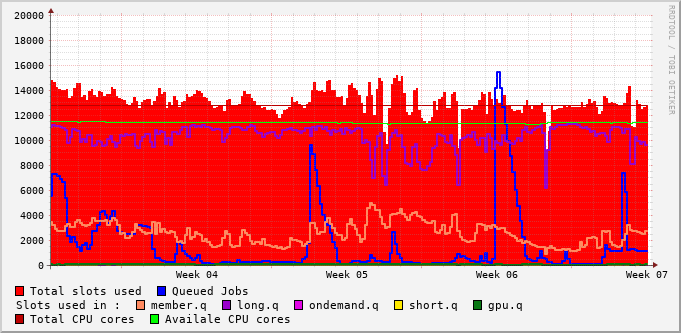 20000
18000
16000
14000
12000
10000
8000
6000
4000
2000
0
Week 04 Week 05 Week 06 Week 07
RRDTOOL / TOBI OETIKER
Total slots used Queued Jobs
Slots used in : member.q long.q ondemand.q short.q gpu.q
Total CPU cores Availale CPU cores